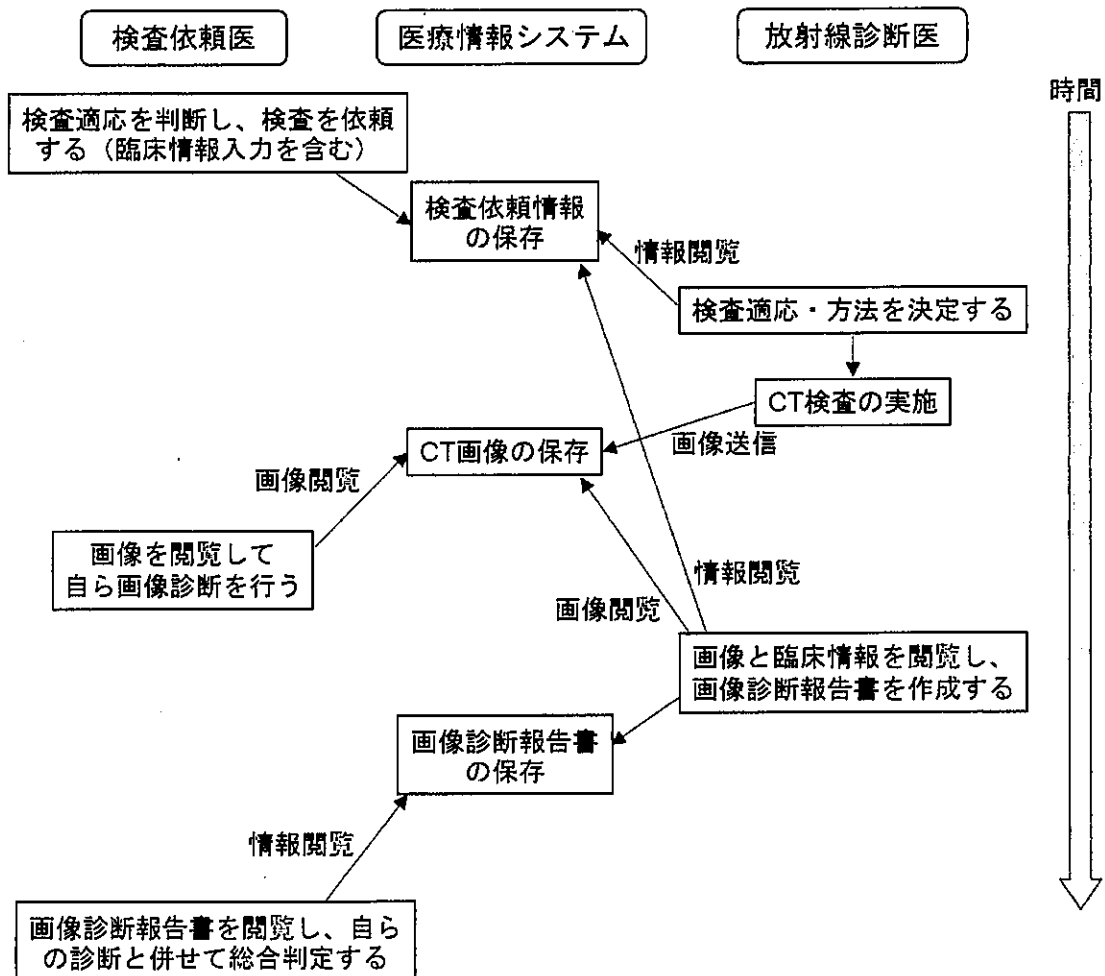 検査依頼医
医療情報システム
放射線診断医
時間
検査適応を判断し、検査を依頼
する（臨床情報入力を含む）
検査依頼情報
の保存
情報閲覧
検査適応・方法を決定する
CT検査の実施
画像送信
CT画像の保存
画像閲覧
画像を閲覧して
自ら画像診断を行う
情報閲覧
画像閲覧
画像と臨床情報を閲覧し、
画像診断報告書を作成する
画像診断報告書
の保存
情報閲覧
画像診断報告書を閲覧し、自ら
の診断と併せて総合判定する